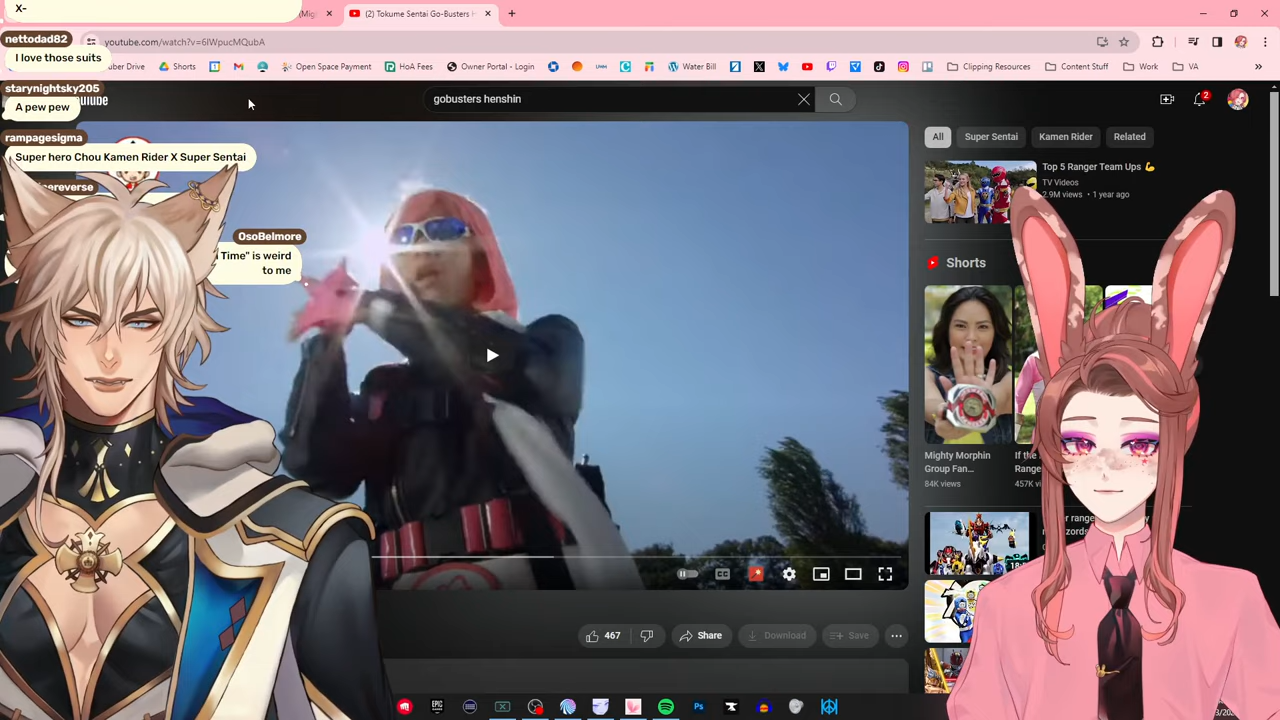 X-
(2) Tokume Sentai Go-Busters H
nettodad82
I love those suits
youtube.com/watch?v=6IWpucMQubA
uber Drive
Shorts
Open Space Payment
HoA Fees
Owner Portal - Login
Water Bill
Clipping Resources
Content Stuff
Work
VA
starynightsky205
A pew pew
gobusters henshin
2
rampagesigma
Super hero Chou Kamen Rider X Super Sentai
All
Super Sentai
Kamen Rider
Related
Top 5 Ranger Team Ups 💪
TV Videos
2.9M views • 1 year ago
ereverse
OsoBelmore
Time" is weird
to me
Shorts
Mighty Morphin
Group Fan...
84K views
If the
Range
457K v
467
Share
Download
Save